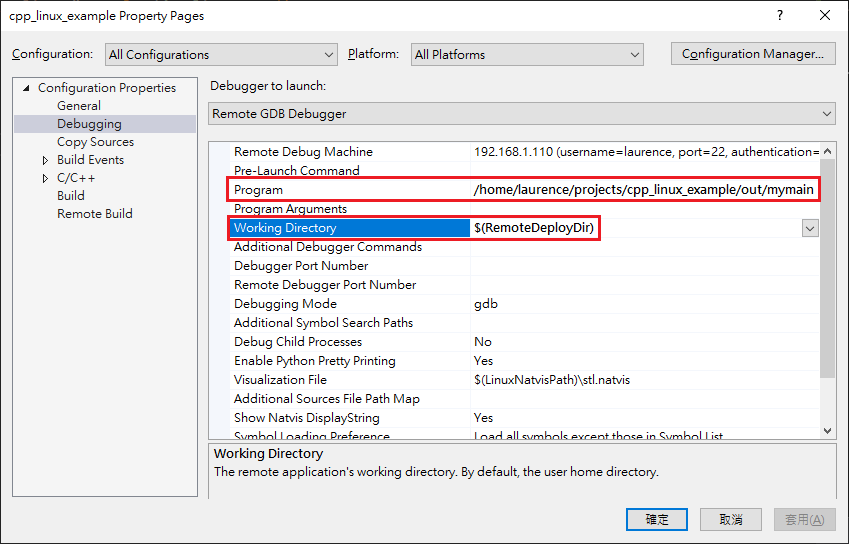 cpp_linux_example Property Pages
Configuration: All Configurations Platform: All Platforms Configuration Manager...
Configuration Properties
General
Debugging
Copy Sources
Build Events
C/C++
Build
Remote Build
Debugger to launch:
Remote GDB Debugger
Remote Debug Machine 192.168.1.110 (username=laurence, port=22, authentication=
Pre-Launch Command
Program /home/laurence/projects/cpp_linux_example/out/mymain
Program Arguments
Working Directory $(RemoteDeployDir)
Additional Debugger Commands
Debugger Port Number
Remote Debugger Port Number
Debugging Mode gdb
Additional Symbol Search Paths
Debug Child Processes No
Enable Python Pretty Printing Yes
Visualization File $(LinuxNatvisPath)\stl.natvis
Additional Sources File Path Map
Show Natvis DisplayString Yes
Symbol Loading Preference Load all symbols except those in Symbol List
Working Directory
The remote application's working directory. By default, the user home directory.
確定 取消 套用(A)